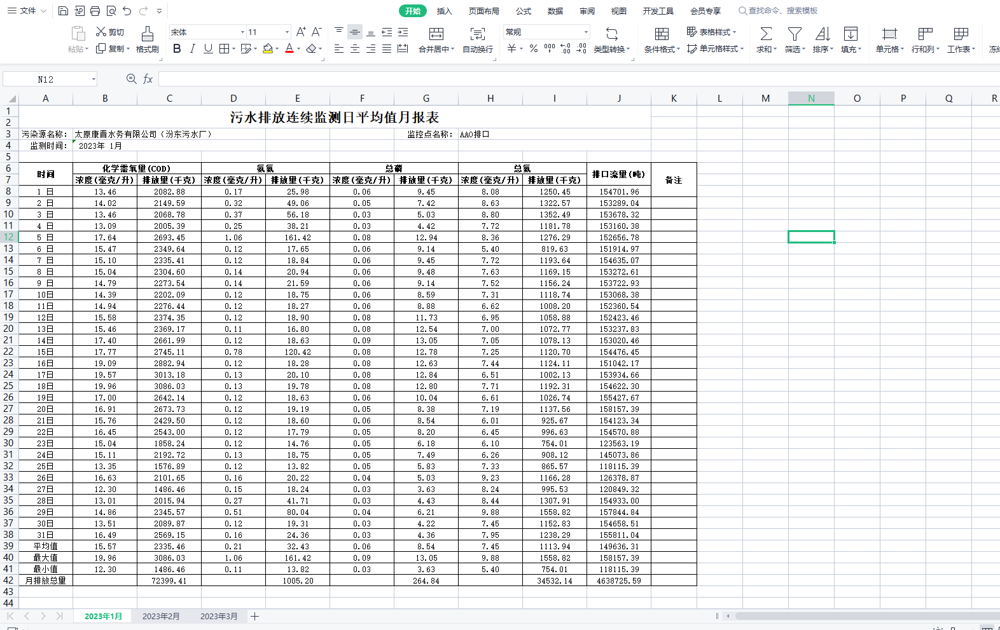 文件 开始 插入 页面布局 公式 数据 审阅 视图 开发工具 会员专享 查找命令、搜索模板
粘贴 剪切 复制 格式刷 宋体 11 合并居中 自动换行 常规 类型转换 条件格式 表格样式 单元格样式 求和 筛选 排序 填充 单元格 行和列 工作表 冻结
N12 fx
A B C D E F G H I J K L M N O P Q R
1
2 污水排放连续监测日平均值月报表
3 污染源名称: 太原康晋水务有限公司（汾东污水厂） 监控点名称: AAO排口
4 监测时间: 2023年 1月
5
6 时间 化学需氧量(COD) 氨氮 总磷 总氮 排口流量(吨) 备注
7 浓度(毫克/升) 排放量(千克) 浓度(毫克/升) 排放量(千克) 浓度(毫克/升) 排放量(千克) 浓度(毫克/升) 排放量(千克)
8 1 日 13.46 2082.88 0.17 25.98 0.06 9.45 8.08 1250.45 154701.96
9 2 日 14.02 2149.59 0.32 49.06 0.05 7.42 8.63 1322.57 153289.04
10 3 日 13.46 2068.78 0.37 56.18 0.03 5.03 8.80 1352.49 153678.32
11 4 日 13.09 2005.39 0.25 38.21 0.03 4.42 7.72 1181.78 153160.38
12 5 日 17.64 2693.45 1.06 161.42 0.08 12.94 8.36 1276.29 152656.78
13 6 日 15.47 2349.64 0.12 17.65 0.06 9.14 5.40 819.63 151914.97
14 7 日 15.10 2335.41 0.12 18.84 0.06 9.45 7.72 1193.64 154635.07
15 8 日 15.04 2304.60 0.14 20.94 0.06 9.48 7.63 1169.15 153272.61
16 9 日 14.79 2273.54 0.14 21.59 0.06 9.14 7.52 1156.24 153722.93
17 10日 14.39 2202.09 0.12 18.75 0.06 8.59 7.31 1118.74 153068.38
18 11日 14.94 2276.44 0.12 18.27 0.06 8.88 6.62 1008.20 152360.54
19 12日 15.58 2374.35 0.12 18.90 0.08 11.73 6.95 1058.88 152423.46
20 13日 15.46 2369.17 0.11 16.80 0.08 12.54 7.00 1072.77 153237.83
21 14日 17.40 2661.99 0.12 18.63 0.09 13.05 7.05 1078.13 153020.46
22 15日 17.77 2745.11 0.78 120.42 0.08 12.78 7.25 1120.70 154476.45
23 16日 19.09 2882.94 0.12 18.28 0.08 12.63 7.44 1124.11 151042.17
24 17日 19.57 3013.18 0.13 20.10 0.08 12.84 6.51 1002.13 153934.66
25 18日 19.96 3086.03 0.13 19.78 0.08 12.80 7.71 1192.31 154622.30
26 19日 17.00 2642.14 0.12 18.63 0.06 10.04 6.61 1026.74 155427.67
27 20日 16.91 2673.73 0.12 19.19 0.05 8.38 7.19 1137.56 158157.39
28 21日 15.76 2429.50 0.12 18.60 0.06 8.54 6.01 925.67 154123.34
29 22日 16.45 2543.00 0.12 17.79 0.05 8.20 6.45 996.63 154570.88
30 23日 15.04 1858.24 0.12 14.76 0.05 6.18 6.10 754.01 123563.19
31 24日 15.11 2192.72 0.13 18.75 0.05 7.49 6.26 908.12 145073.86
32 25日 13.35 1576.89 0.12 13.82 0.05 5.83 7.33 865.57 118115.39
33 26日 16.63 2101.65 0.16 20.22 0.04 5.03 9.23 1166.28 126378.87
34 27日 12.30 1486.46 0.15 18.24 0.03 3.63 8.24 995.53 120849.32
35 28日 13.01 2015.94 0.27 41.71 0.03 4.43 8.44 1307.91 154933.00
36 29日 14.86 2345.57 0.51 80.04 0.04 6.21 9.88 1558.82 157844.84
37 30日 13.51 2089.87 0.12 19.31 0.03 4.22 7.45 1152.83 154658.51
38 31日 16.49 2569.15 0.16 24.36 0.03 4.36 7.95 1238.29 155811.04
39 平均值 15.57 2335.46 0.21 32.43 0.06 8.54 7.45 1113.94 149636.31
40 最大值 19.96 3086.03 1.06 161.42 0.09 13.05 9.88 1558.82 158157.39
41 最小值 12.30 1486.46 0.11 13.82 0.03 3.63 5.40 754.01 118115.39
42 月排放总量 72399.41 1005.20 264.84 34532.14 4638725.59
43
44
2023年1月 2023年2月 2023年3月